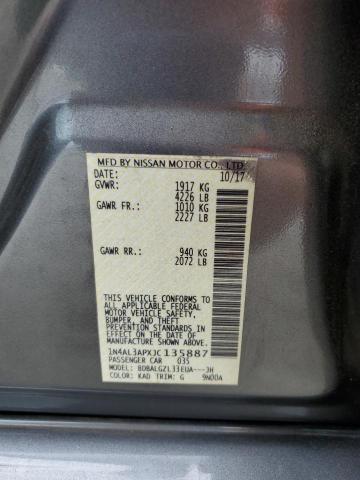 MFD BY NISSAN MOTOR CO., LTD
DATE: 10/17
GVWR: 1917 KG
4226 LB
GAWR FR: 1010 KG
2227 LB
GAWR RR: 940 KG
2072 LB
THIS VEHICLE CONFORMS TO
ALL APPLICABLE FEDERAL
MOTOR VEHICLE SAFETY,
BUMPER, AND THEFT
PREVENTION STANDARDS
IN EFFECT ON THE DATE OF
MANUFACTURE SHOWN ABOVE.
1N4AL3APXJC135887
PASSENGER CAR 035
MODEL: BDBALGZL33EUA----JH
COLOR: KAD TRIM: G 9N00A